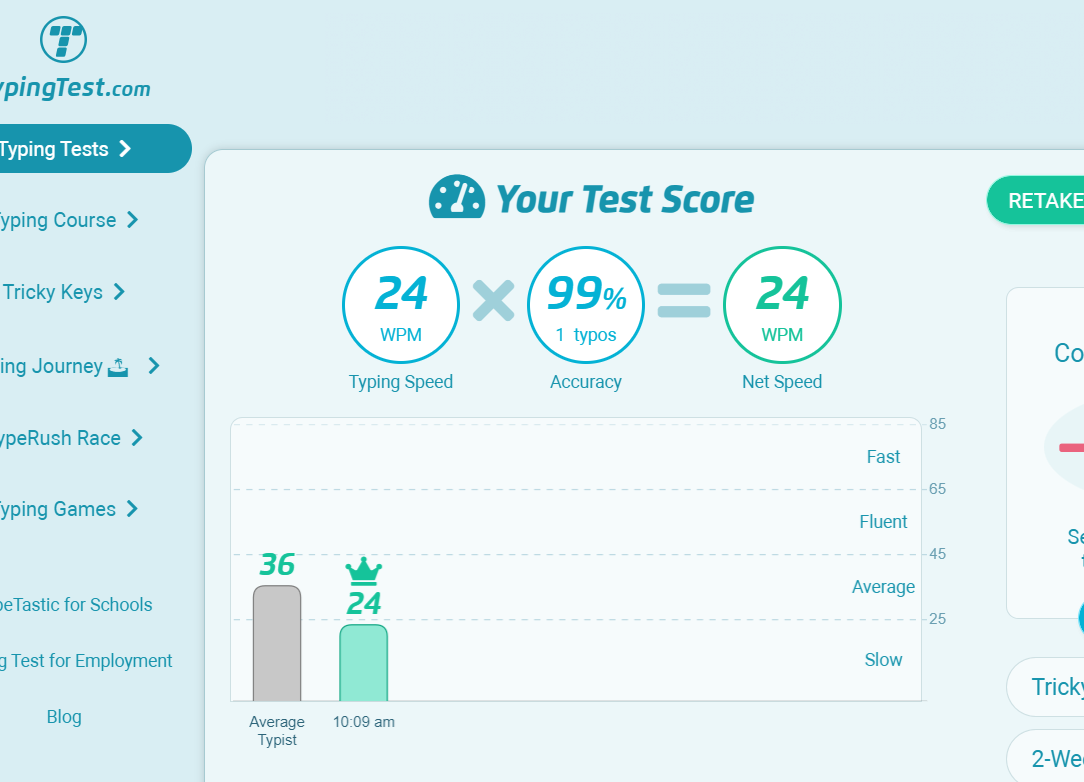 ypingTest.com
Typing Tests
Typing Course
Tricky Keys
ing Journey
ypeRush Race
Typing Games
peTastic for Schools
g Test for Employment
Blog
Your Test Score
RETAKE
24
WPM
Typing Speed
99%
1 typos
Accuracy
24
WPM
Net Speed
85
Fast
65
Fluent
45
Average
25
Slow
36
24
Average
Typist
10:09 am
Co
Se
t
Tricky
2-Wee